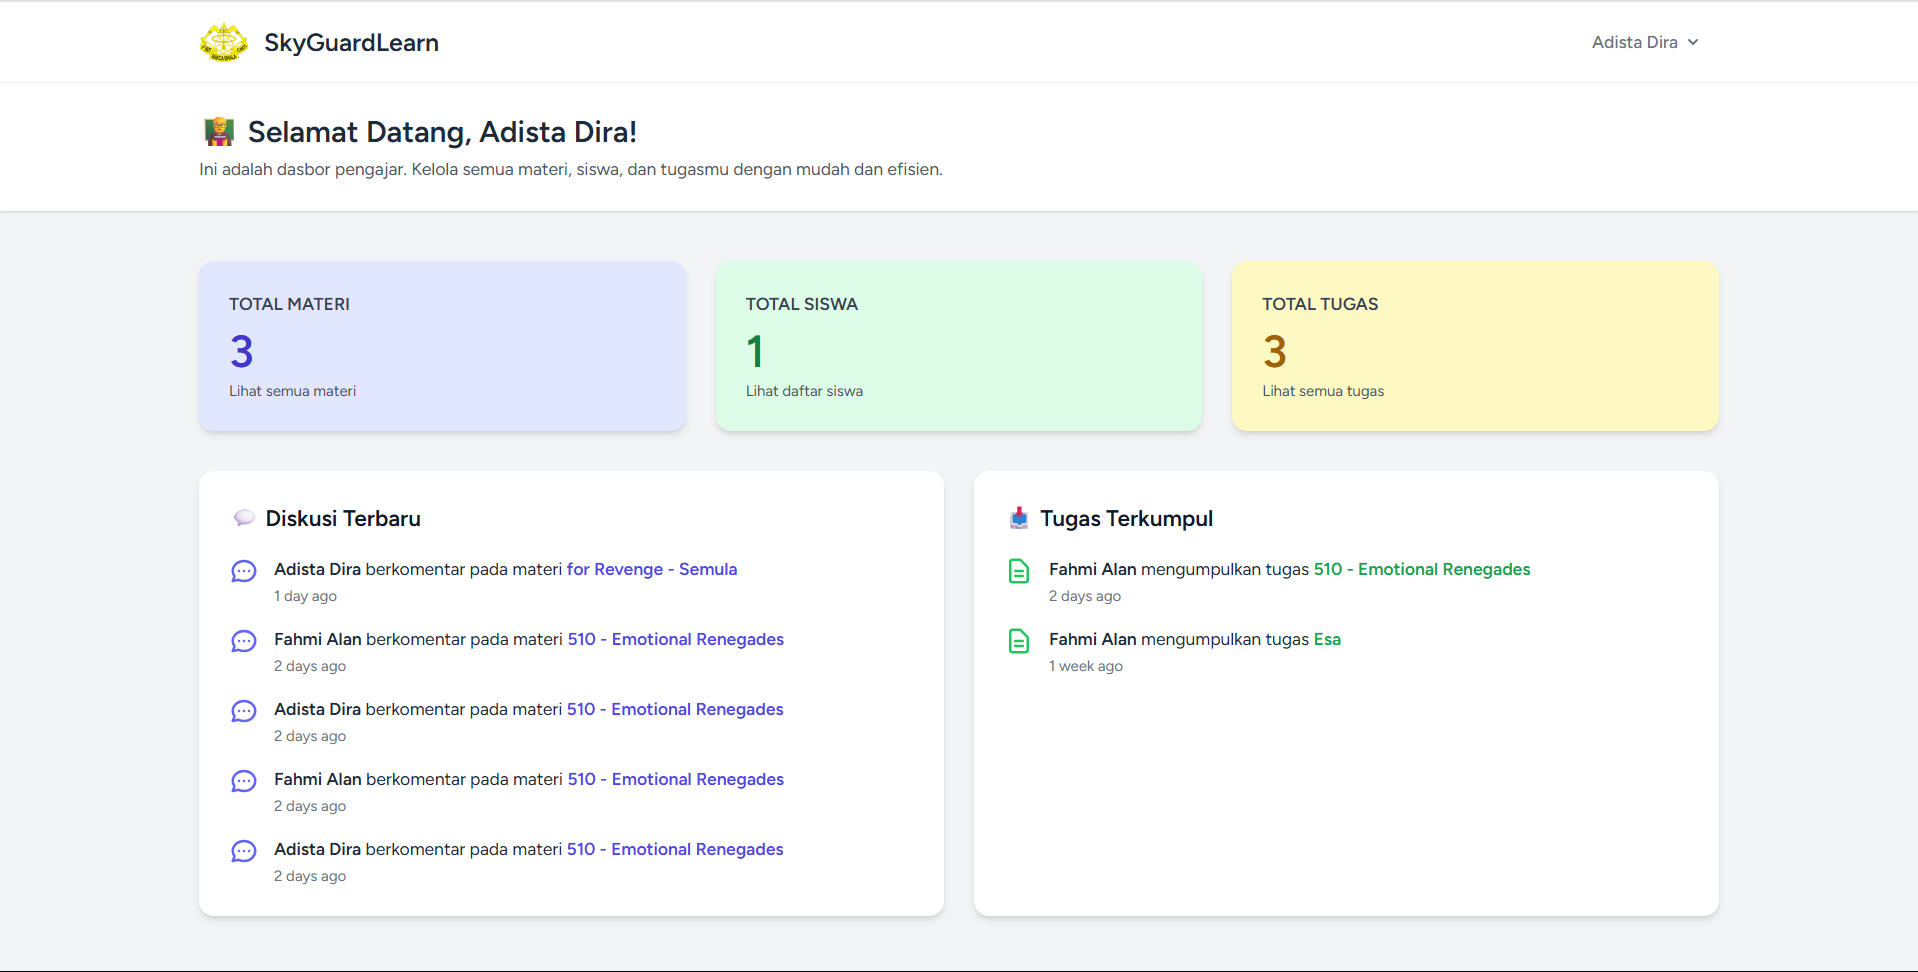 SkyGuardLearn
Adista Dira
Selamat Datang, Adista Dira!
Ini adalah dasbor pengajar. Kelola semua materi, siswa, dan tugasmu dengan mudah dan efisien.
TOTAL MATERI
3
Lihat semua materi
TOTAL SISWA
1
Lihat daftar siswa
TOTAL TUGAS
3
Lihat semua tugas
Diskusi Terbaru
Adista Dira berkomentar pada materi for Revenge - Semula
1 day ago
Fahmi Alan berkomentar pada materi 510 - Emotional Renegades
2 days ago
Adista Dira berkomentar pada materi 510 - Emotional Renegades
2 days ago
Fahmi Alan berkomentar pada materi 510 - Emotional Renegades
2 days ago
Adista Dira berkomentar pada materi 510 - Emotional Renegades
2 days ago
Tugas Terkumpul
Fahmi Alan mengumpulkan tugas 510 - Emotional Renegades
2 days ago
Fahmi Alan mengumpulkan tugas Esa
1 week ago